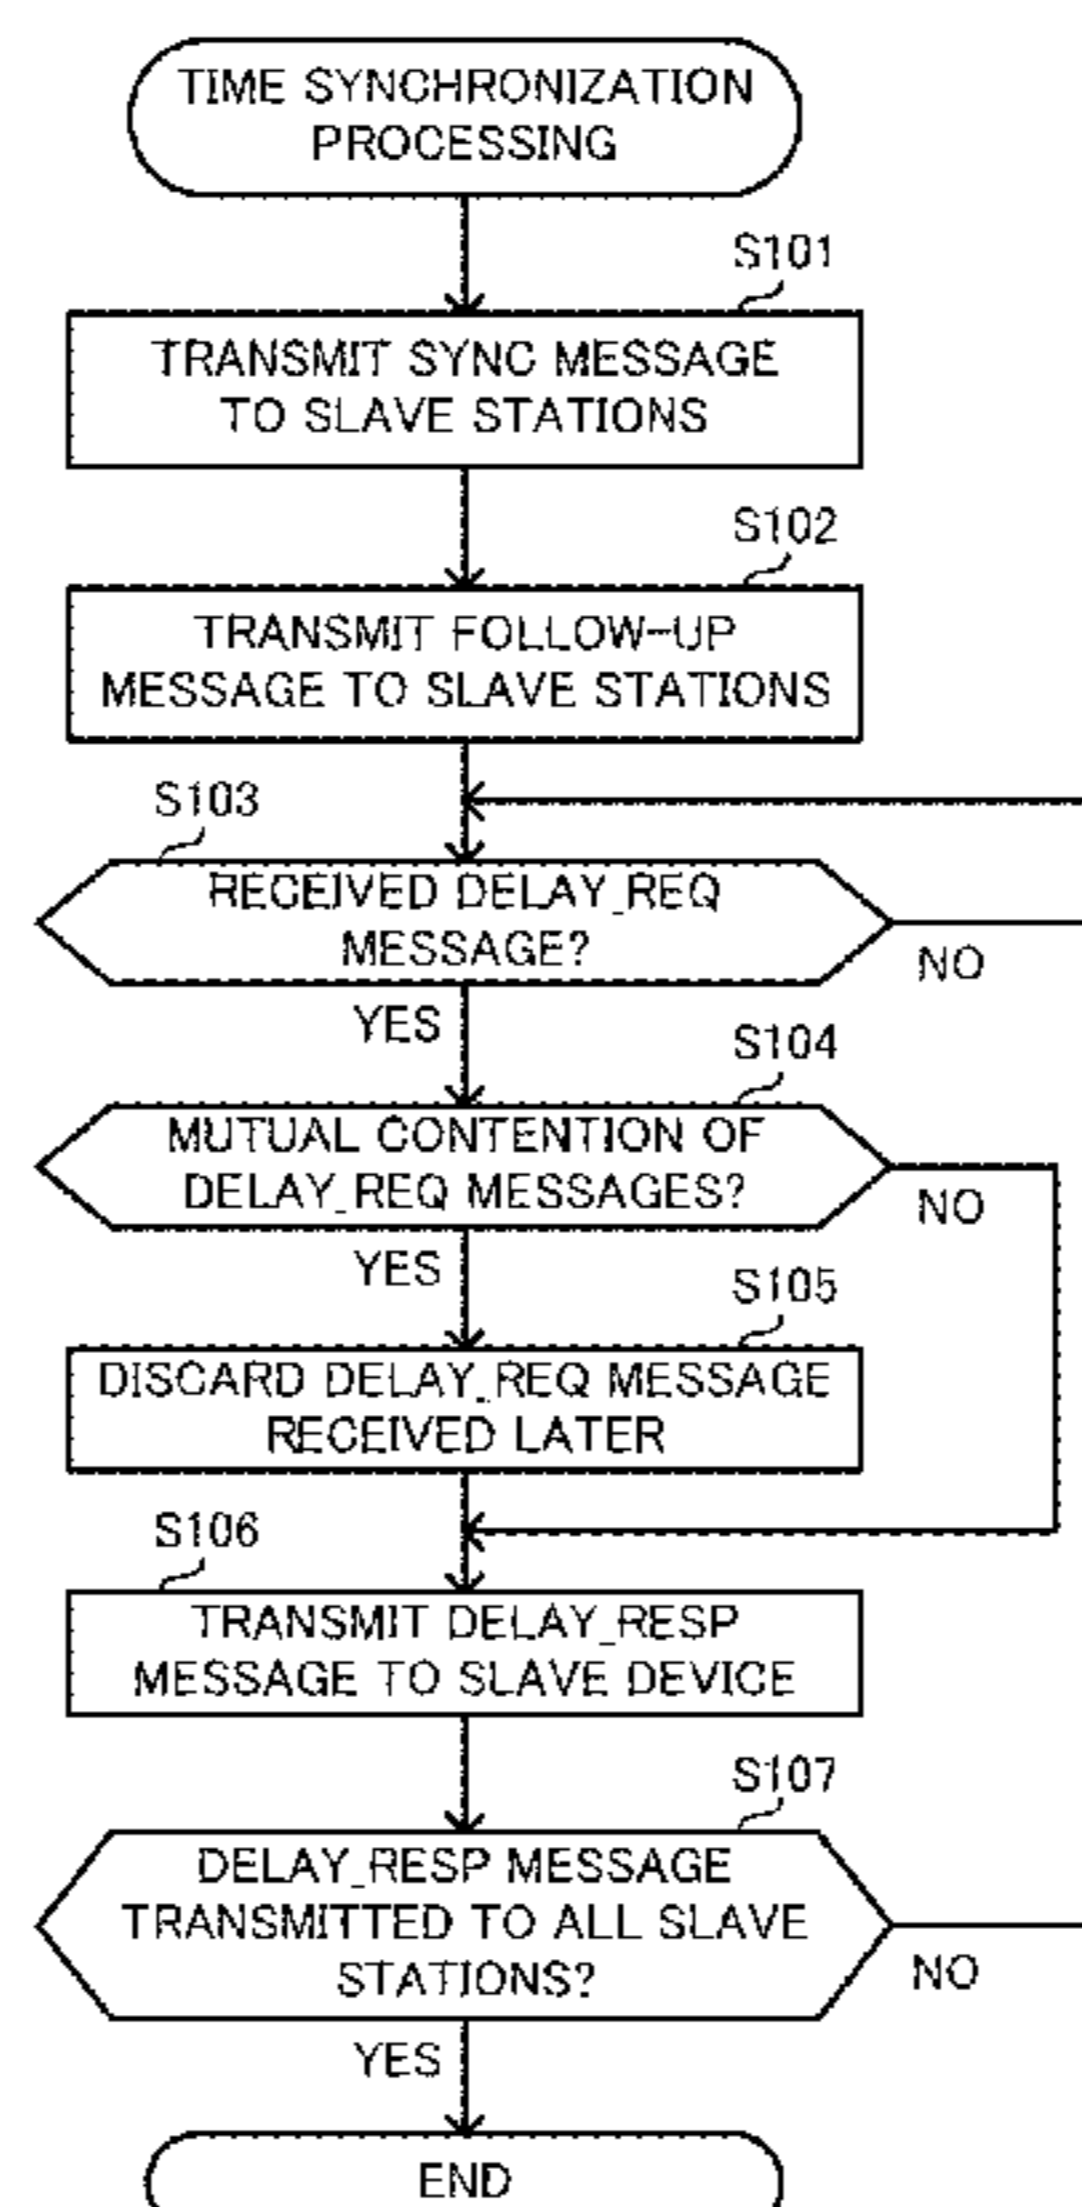 TIME SYNCHRONIZATION
PROCESSING
S101
TRANSMIT SYNC MESSAGE
TO SLAVE STATIONS
S102
TRANSMIT FOLLOW-UP
MESSAGE TO SLAVE STATIONS
S103
RECEIVED DELAY_REQ
MESSAGE?
NO
YES
S104
MUTUAL CONTENTION OF
DELAY_REQ MESSAGES?
NO
YES
S105
DISCARD DELAY_REQ MESSAGE
RECEIVED LATER
S106
TRANSMIT DELAY_RESP
MESSAGE TO SLAVE DEVICE
S107
DELAY_RESP MESSAGE
TRANSMITTED TO ALL SLAVE
STATIONS?
NO
YES
END